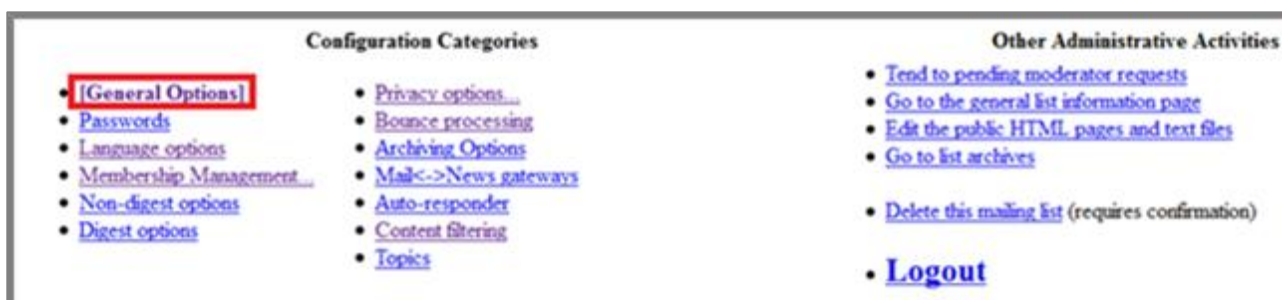 Configuration Categories
[General Options]
Passwords
Language options
Membership Management...
Non-digest options
Digest options
Privacy options...
Bounce processing
Archiving Options
Mail<->News gateways
Auto-responder
Content filtering
Topics
Other Administrative Activities
Tend to pending moderator requests
Go to the general list information page
Edit the public HTML pages and text files
Go to list archives
Delete this mailing list (requires confirmation)
Logout